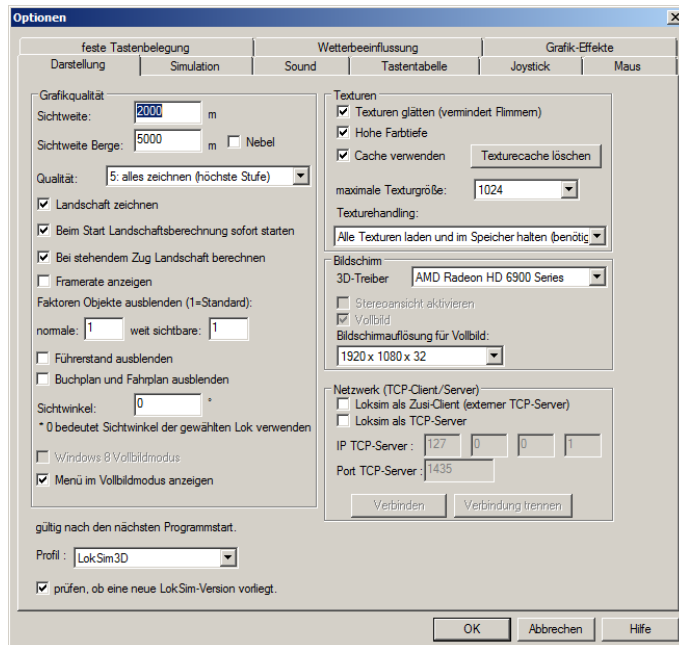 Optionen
feste Tastenbelegung
Wetterbeeinflussung
Grafik-Effekte
Darstellung
Simulation
Sound
Tastentabelle
Joystick
Maus
Grafikqualität
Sichtweite: 2000 m
Sichtweite Berge: 5000 m Nebel
Qualität: 5: alles zeichnen (höchste Stufe)
Landschaft zeichnen
Beim Start Landschaftsberechnung sofort starten
Bei stehendem Zug Landschaft berechnen
Framerate anzeigen
Faktoren Objekte ausblenden (1=Standard):
normale: 1 weit sichtbare: 1
Führerstand ausblenden
Buchplan und Fahrplan ausblenden
Sichtwinkel: 0 °
* 0 bedeutet Sichtwinkel der gewählten Lok verwenden
Windows 8 Vollbildmodus
Menü im Vollbildmodus anzeigen
gültig nach den nächsten Programmstart.
Profil : LokSim3D
prüfen, ob eine neue LokSim-Version vorliegt.
Texturen
Texturen glätten (vermindert Flimmern)
Hohe Farbtiefe
Cache verwenden Texturecache löschen
maximale Texturgröße: 1024
Texturehandling:
Alle Texturen laden und im Speicher halten (benötig
Bildschirm
3D-Treiber AMD Radeon HD 6900 Series
Stereoansicht aktivieren
Vollbild
Bildschirmauflösung für Vollbild:
1920 x 1080 x 32
Netzwerk (TCP-Client/Server)
Loksim als Zusi-Client (externer TCP-Server)
Loksim als TCP-Server
IP TCP-Server : 127 0 0 1
Port TCP-Server : 1435
Verbinden Verbindung trennen
OK Abbrechen Hilfe